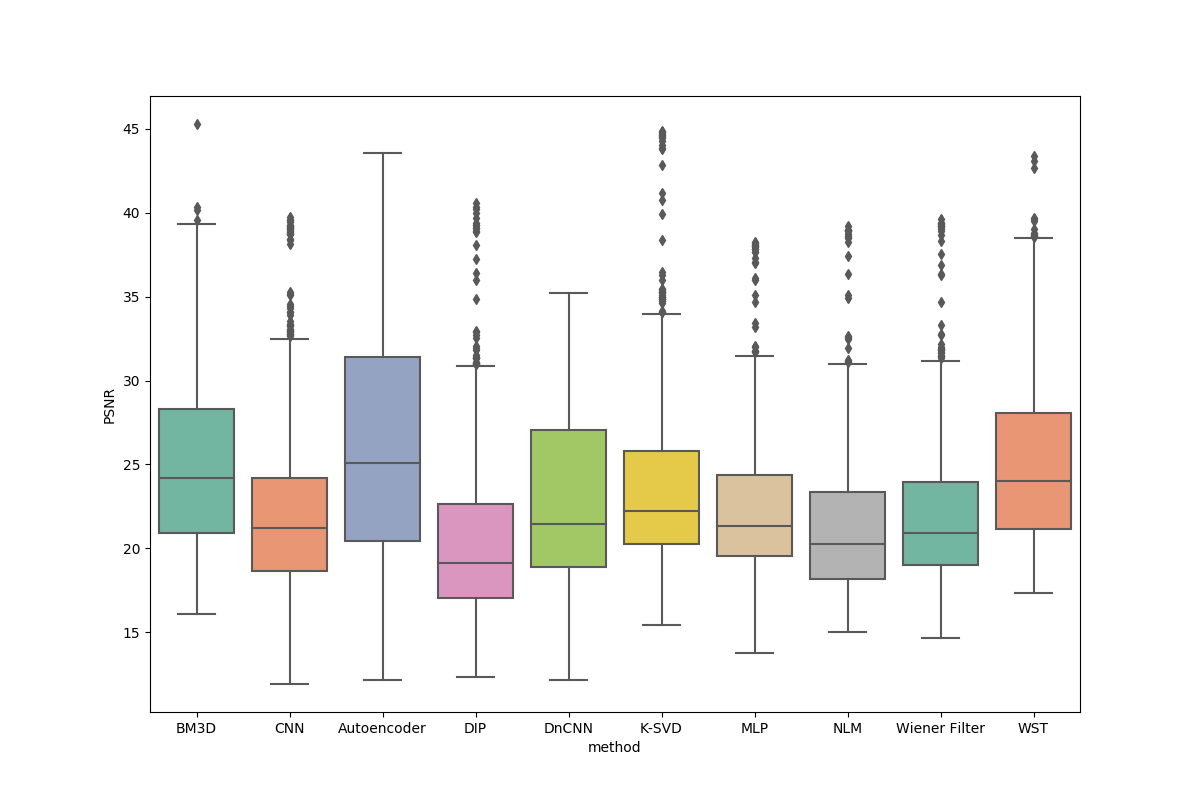 45
40
35
30
25
20
15
PSNR
BM3D CNN Autoencoder DIP DnCNN K-SVD MLP NLM Wiener Filter WST
method